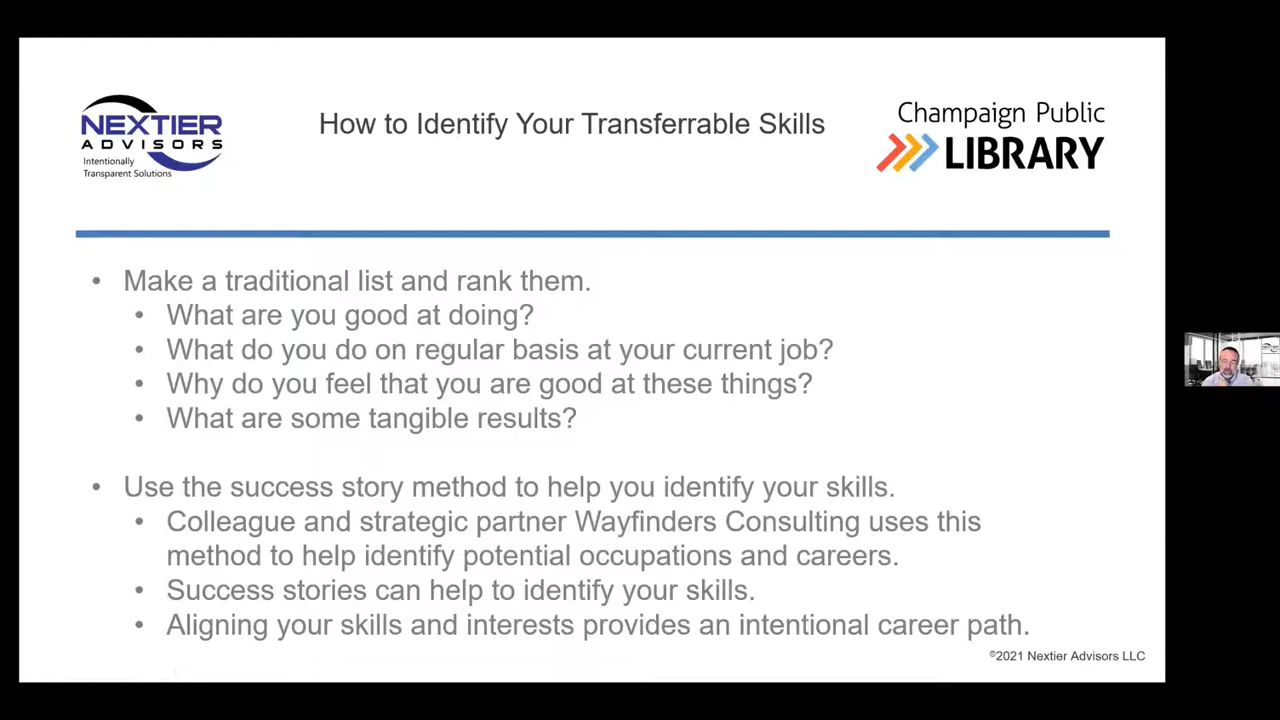 NEXTIER
ADVISORS
Intentionally
Transparent Solutions
How to Identify Your Transferrable Skills
Champaign Public
LIBRARY
• Make a traditional list and rank them.
• What are you good at doing?
• What do you do on regular basis at your current job?
• Why do you feel that you are good at these things?
• What are some tangible results?
• Use the success story method to help you identify your skills.
• Colleague and strategic partner Wayfinders Consulting uses this
method to help identify potential occupations and careers.
• Success stories can help to identify your skills.
• Aligning your skills and interests provides an intentional career path.
©2021 Nextier Advisors LLC